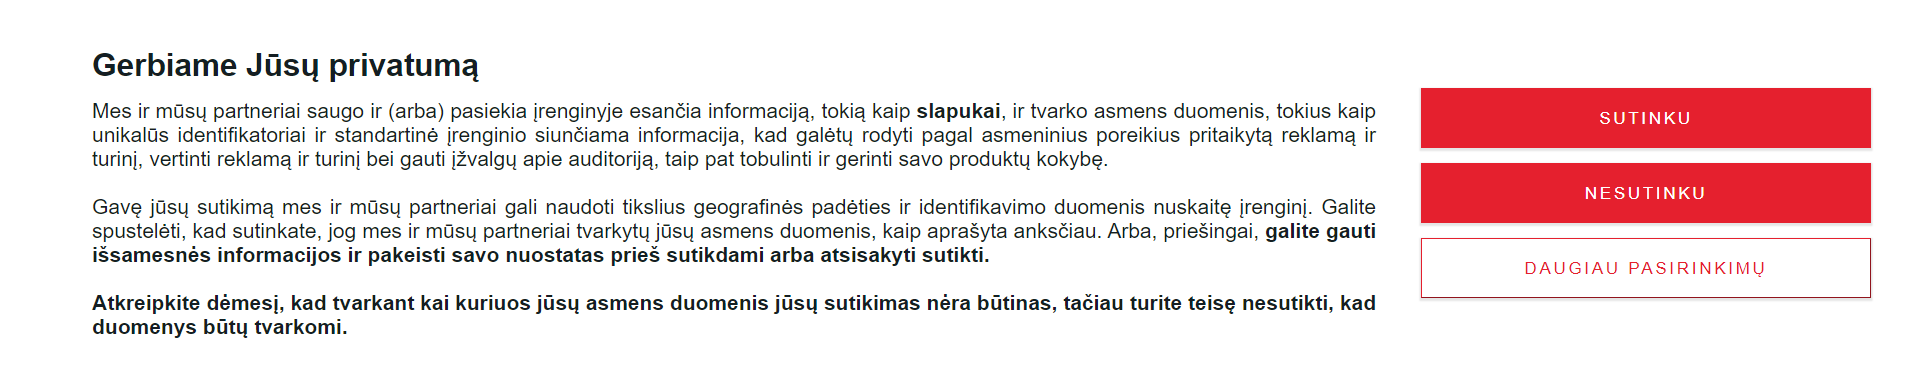 Gerbiame Jūsų privatumą
Mes ir mūsų partneriai saugo ir (arba) pasiekia įrenginyje esančia informaciją, tokią kaip slapukai, ir tvarko asmens duomenis, tokius kaip
unikalūs identifikatoriai ir standartinė įrenginio siunčiama informacija, kad galėtų rodyti pagal asmeninius poreikius pritaikytą reklamą ir
turinį, vertinti reklamą ir turinį bei gauti įžvalgų apie auditoriją, taip pat tobulinti ir gerinti savo produktų kokybę.
Gavę jūsų sutikimą mes ir mūsų partneriai gali naudoti tikslius geografinės padėties ir identifikavimo duomenis nuskaitę įrenginį. Galite
spustelėti, kad sutinkate, jog mes ir mūsų partneriai tvarkytų jūsų asmens duomenis, kaip aprašyta anksčiau. Arba, priešingai, galite gauti
išsamesnės informacijos ir pakeisti savo nuostatas prieš sutikdami arba atsisakyti sutikti.
Atkreipkite dėmesį, kad tvarkant kai kuriuos jūsų asmens duomenis jūsų sutikimas nėra būtinas, tačiau turite teisę nesutikti, kad
duomenys būtų tvarkomi.
SUTINKU
NESUTINKU
DAUGIAU PASIRINKIMŲ